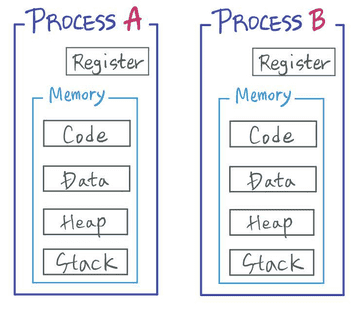 PROCESS A
Register
Memory
Code
Data
Heap
Stack
PROCESS B
Register
Memory
Code
Data
Heap
Stack